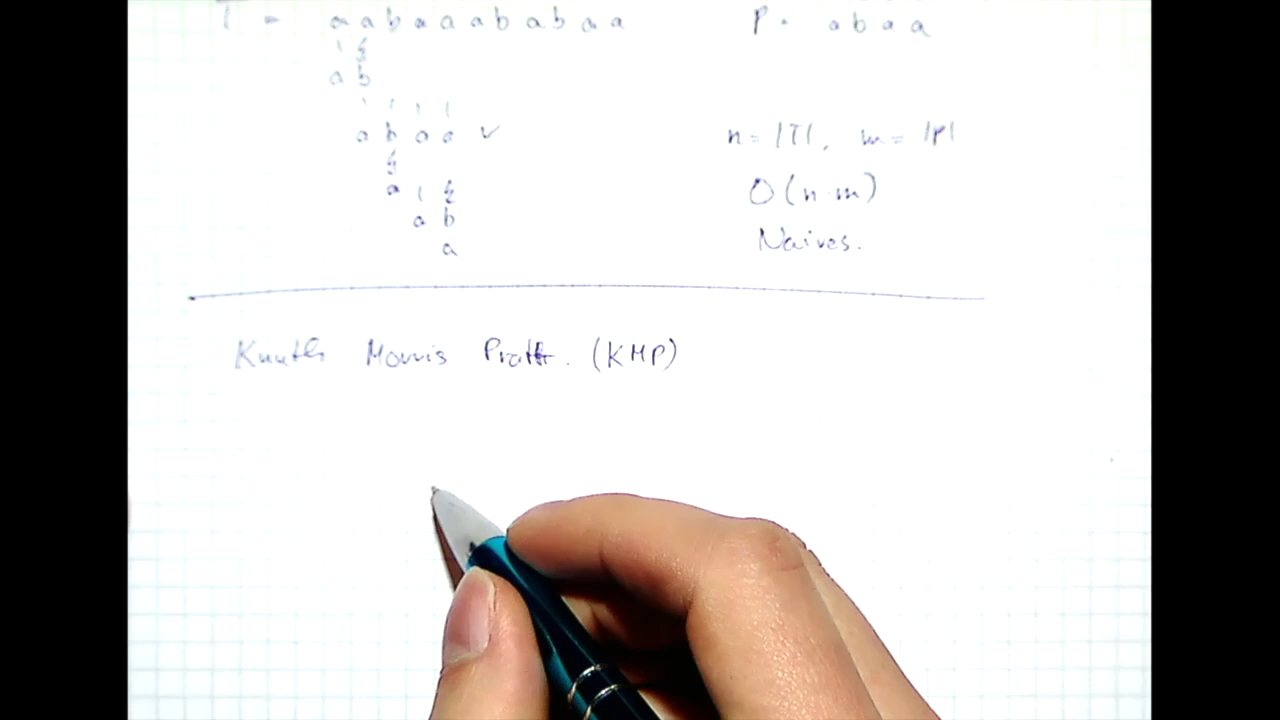 T = a a b a a a b a b a a P = a b a a
a b
a b a a ✓ n = |T|, m = |P|
a O(n·m)
a b
a Naives.
Knuth Morris Pratt. (KMP)